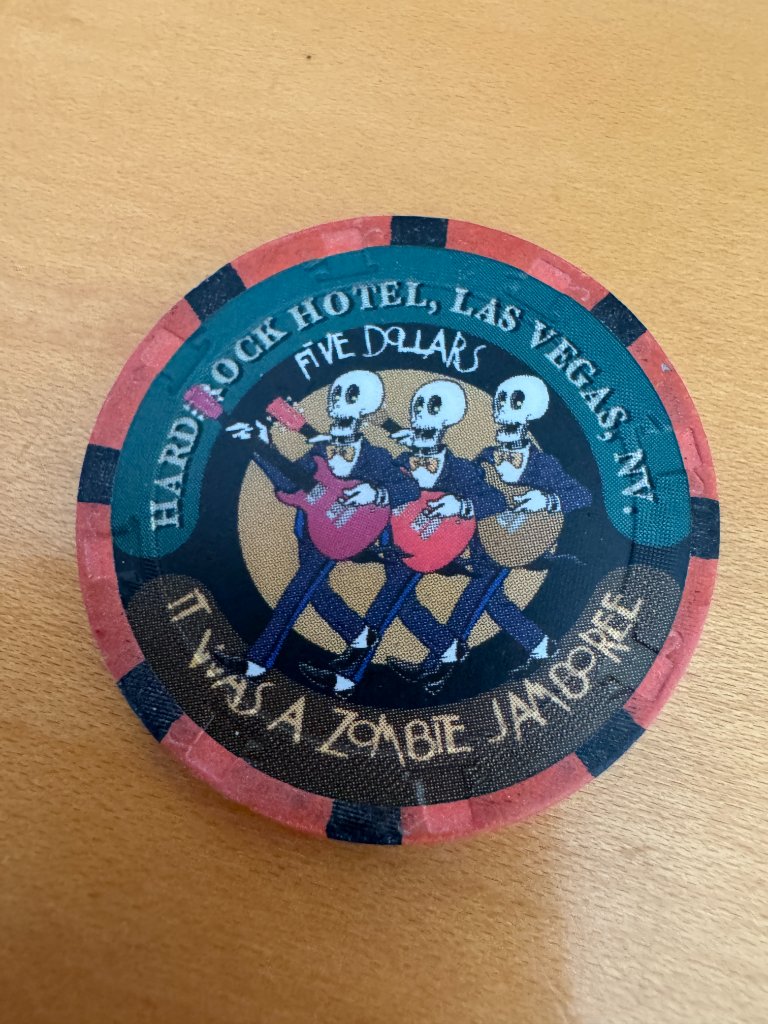 HARD ROCK HOTEL, LAS VEGAS, NV.
FIVE DOLLARS
IT WAS A ZOMBIE JAMBOREE